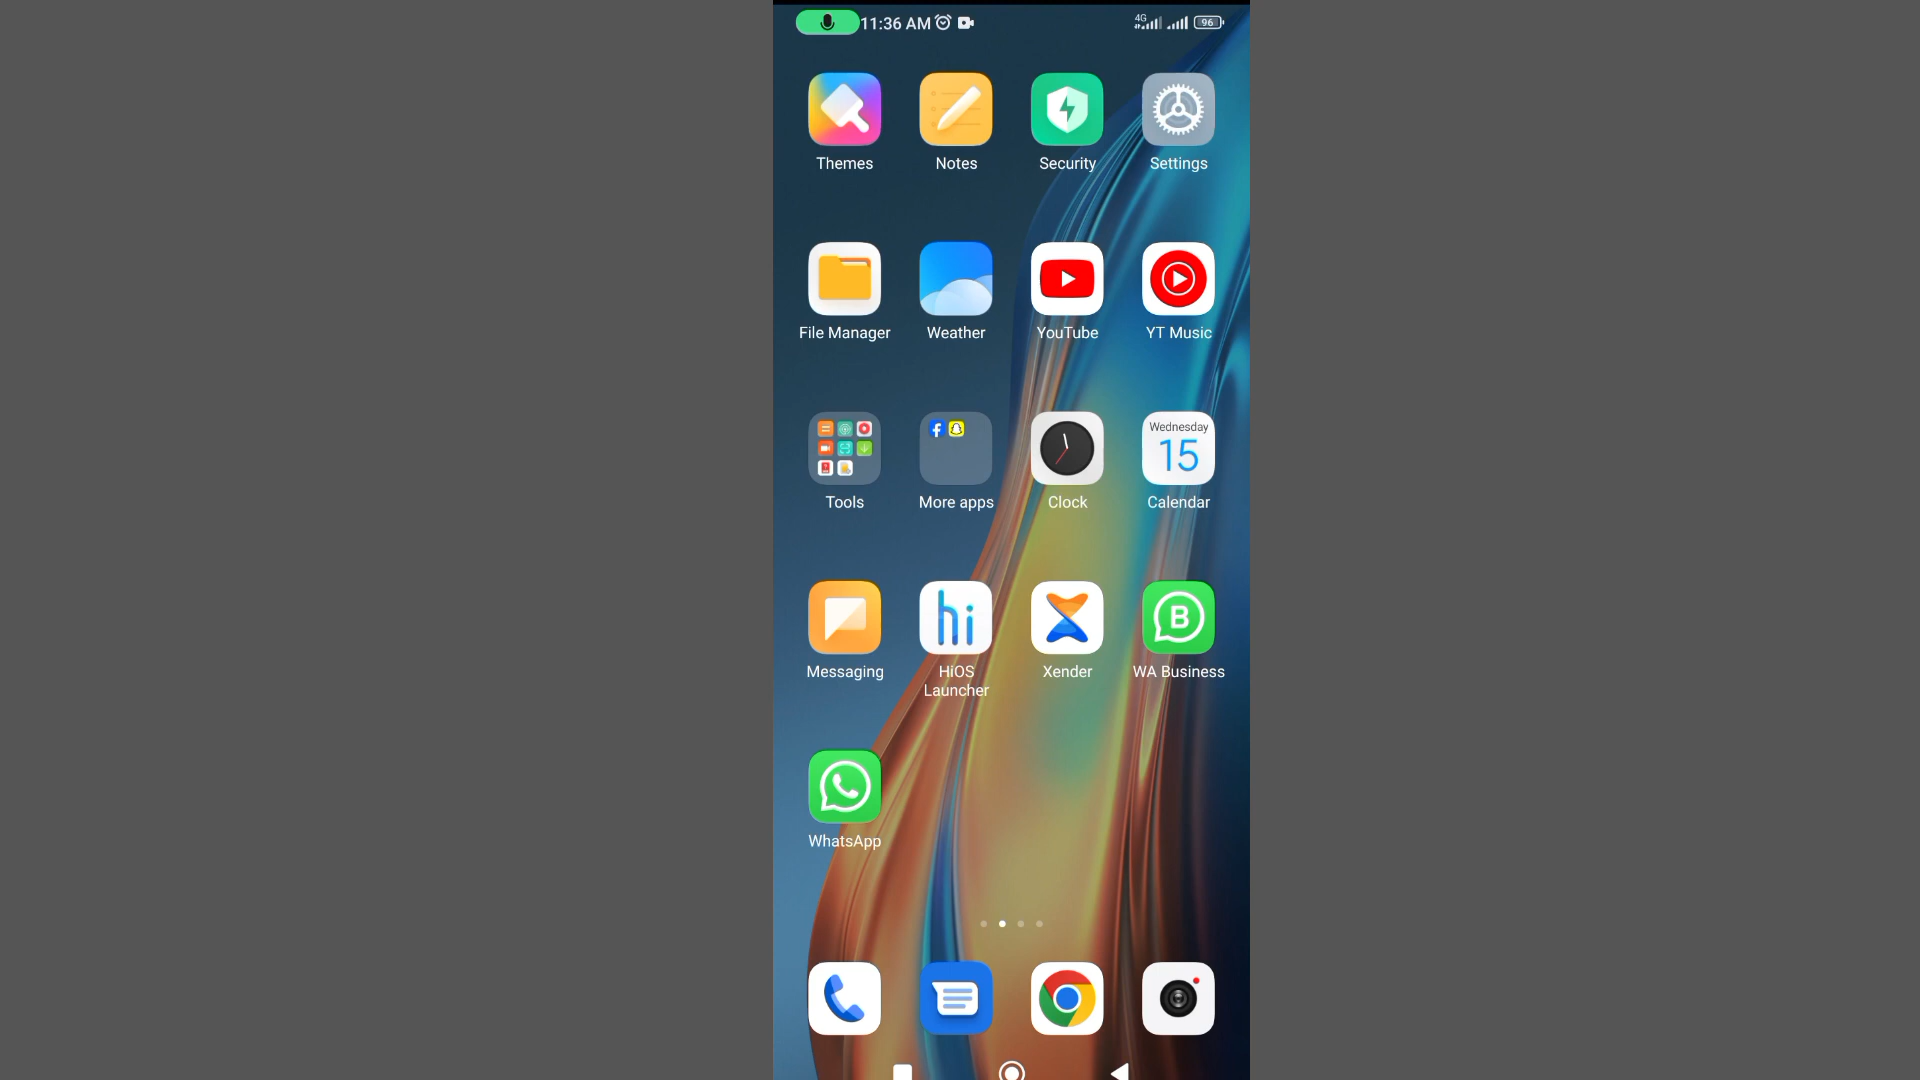 11:36 AM
4G
96
Themes
Notes
Security
Settings
File Manager
Weather
YouTube
YT Music
Wednesday
15
Tools
More apps
Clock
Calendar
hi
B
Messaging
HiOS
Launcher
Xender
WA Business
WhatsApp